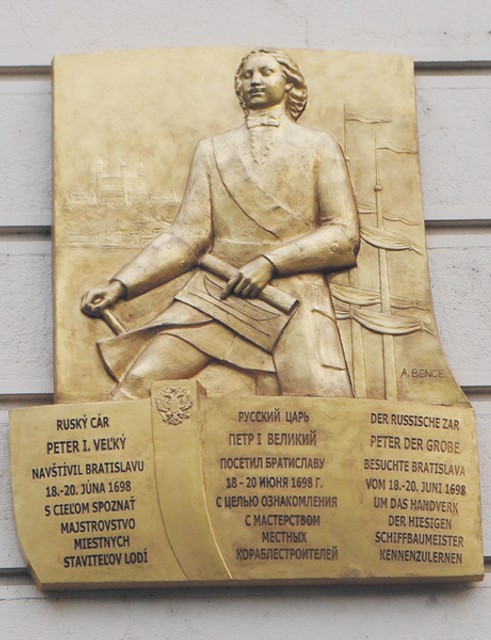 A. BENCE
RUSKÝ CÁR
PETER I. VEĽKÝ
NAVŠTÍVIL BRATISLAVU
18.-20. JÚNA 1698
S CIEĽOM SPOZNAŤ
MAJSTROVSTVO
MIESTNYCH
STAVITEĽOV LODÍ
РУССКИЙ ЦАРЬ
ПЕТР I ВЕЛИКИЙ
ПОСЕТИЛ БРАТИСЛАВУ
18 - 20 ИЮНЯ 1698 Г.
С ЦЕЛЬЮ ОЗНАКОМЛЕНИЯ
С МАСТЕРСТВОМ
МЕСТНЫХ
КОРАБЛЕСТРОИТЕЛЕЙ
DER RUSSISCHE ZAR
PETER DER GROBE
BESUCHTE BRATISLAVA
VOM 18.-20. JUNI 1698
UM DAS HANDVERK
DER HIESIGEN
SCHIFFBAUMEISTER
KENNENZULERNEN